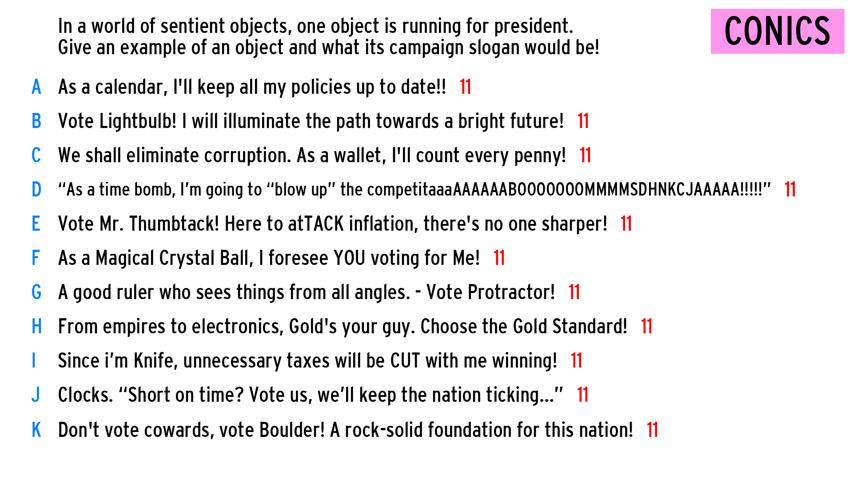 In a world of sentient objects, one object is running for president.
Give an example of an object and what its campaign slogan would be!
CONICS
A As a calendar, I'll keep all my policies up to date!! 11
B Vote Lightbulb! I will illuminate the path towards a bright future! 11
C We shall eliminate corruption. As a wallet, I'll count every penny! 11
D “As a time bomb, I’m going to “blow up” the competitaaaAAAAAABOOOOOOOMMMMSDHNKCJAAAAA!!!!!” 11
E Vote Mr. Thumbtack! Here to atTACK inflation, there's no one sharper! 11
F As a Magical Crystal Ball, I foresee YOU voting for Me! 11
G A good ruler who sees things from all angles. - Vote Protractor! 11
H From empires to electronics, Gold's your guy. Choose the Gold Standard! 11
I Since i’m Knife, unnecessary taxes will be CUT with me winning! 11
J Clocks. “Short on time? Vote us, we’ll keep the nation ticking...” 11
K Don't vote cowards, vote Boulder! A rock-solid foundation for this nation! 11